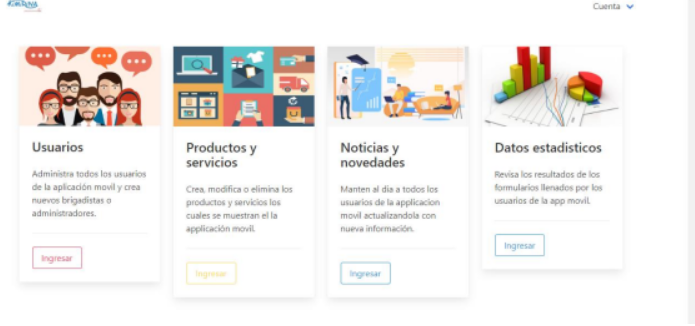 Cuenta
Usuarios
Administra todos los usuarios
de la aplicación movil y crea
nuevos brigadistas o
administradores.
Ingresar
Productos y
servicios
Crea, modifica o elimina los
productos y servicios los
cuales se muestran el la
applicación movil.
Ingresar
Noticias y
novedades
Manten al dia a todos los
usuarios de la applicacion
movil actualizandola con
nueva información.
Ingresar
Datos estadisticos
Revisa los resultados de los
formularios llenados por los
usuarios de la app movil.
Ingresar